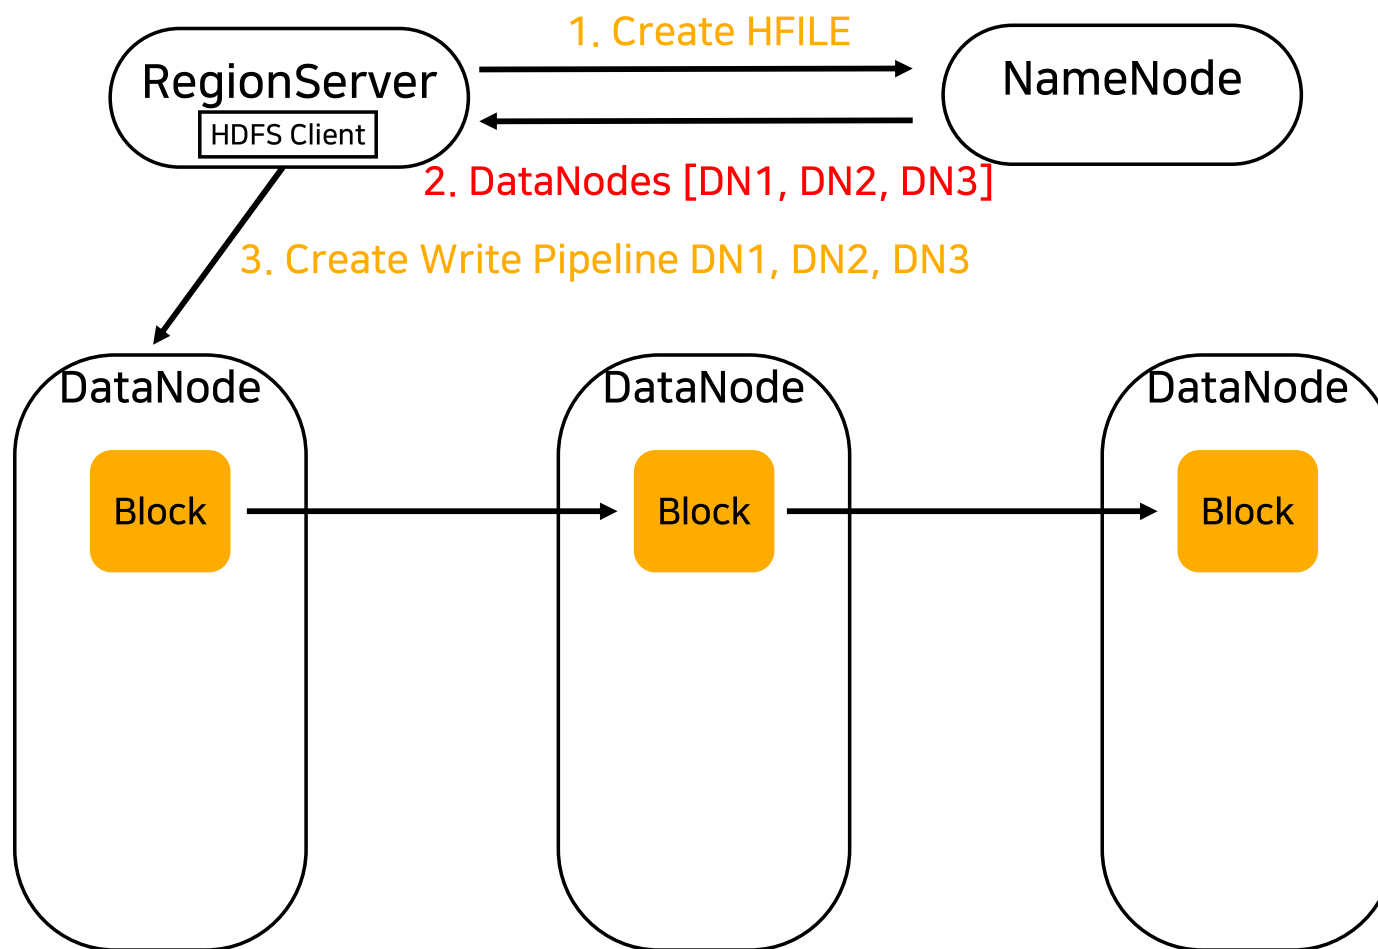 1. Create HFILE
RegionServer
NameNode
HDFS Client
2. DataNodes [DN1, DN2, DN3]
3. Create Write Pipeline DN1, DN2, DN3
DataNode
DataNode
DataNode
Block
Block
Block